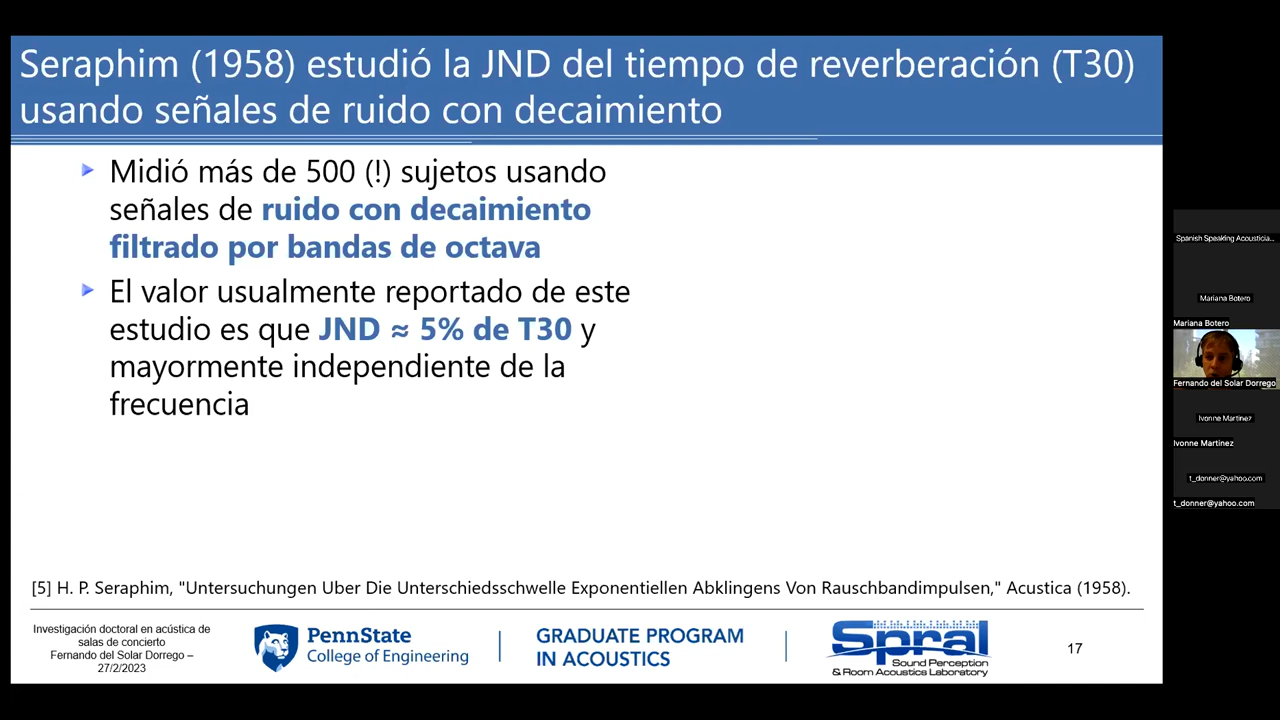 Seraphim (1958) estudió la JND del tiempo de reverberación (T30)
usando señales de ruido con decaimiento
Midió más de 500 (!) sujetos usando
señales de ruido con decaimiento
filtrado por bandas de octava
El valor usualmente reportado de este
estudio es que JND ≈ 5% de T30 y
mayormente independiente de la
frecuencia
[5] H. P. Seraphim, "Untersuchungen Uber Die Unterschiedsschwelle Exponentiellen Abklingens Von Rauschbandimpulsen," Acustica (1958).
Investigación doctoral en acústica de
salas de concierto
Fernando del Solar Dorrego –
27/2/2023
PennState
College of Engineering
GRADUATE PROGRAM
IN ACOUSTICS
Spral
Sound Perception
& Room Acoustics Laboratory
17
Spanish Speaking Acousticia...
Mariana Botero
Mariana Botero
Fernando del Solar Dorrego
Ivonne Martinez
Ivonne Martinez
t_donner@yahoo.com
t_donner@yahoo.com